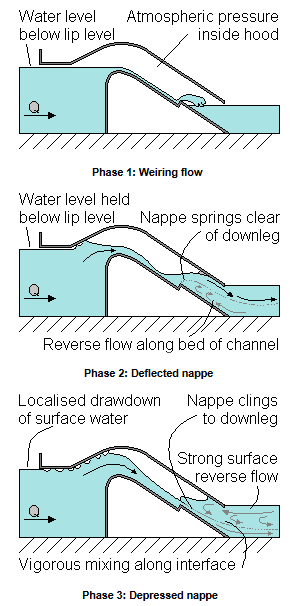 Water level
below lip level
Atmospheric pressure
inside hood
Q
Phase 1: Weiring flow
Water level held
below lip level
Nappe springs clear
of downleg
Q
Reverse flow along bed of channel
Phase 2: Deflected nappe
Localised drawdown
of surface water
Nappe clings
to downleg
Strong surface
reverse flow
Q
Vigorous mixing along interface
Phase 3: Depressed nappe